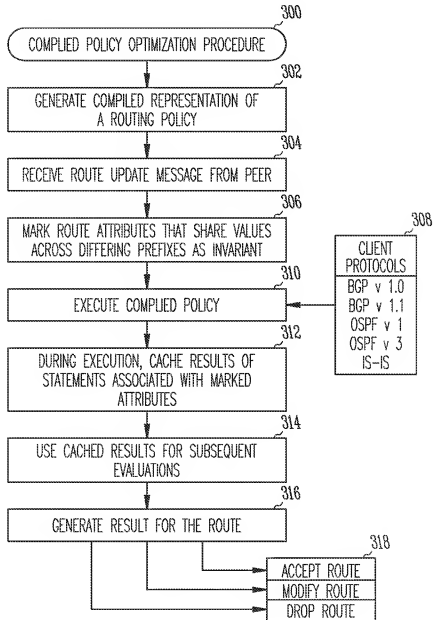 300
COMPLIED POLICY OPTIMIZATION PROCEDURE
302
GENERATE COMPILED REPRESENTATION OF
A ROUTING POLICY
304
RECEIVE ROUTE UPDATE MESSAGE FROM PEER
306
MARK ROUTE ATTRIBUTES THAT SHARE VALUES
ACROSS DIFFERING PREFIXES AS INVARIANT
308
CLIENT
PROTOCOLS
BGP v 1.0
BGP v 1.1
OSPF v 1
OSPF v 3
IS-IS
310
EXECUTE COMPLIED POLICY
312
DURING EXECUTION, CACHE RESULTS OF
STATEMENTS ASSOCIATED WITH MARKED
ATTRIBUTES
314
USE CACHED RESULTS FOR SUBSEQUENT
EVALUATIONS
316
GENERATE RESULT FOR THE ROUTE
318
ACCEPT ROUTE
MODIFY ROUTE
DROP ROUTE